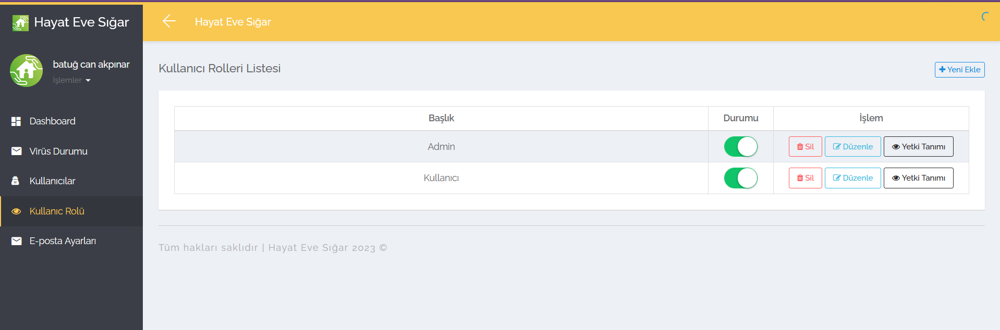 Hayat Eve Sığar
batuğ can akpınar
İşlemler
Dashboard
Virüs Durumu
Kullanıcılar
Kullanıc Rolü
E-posta Ayarları
Hayat Eve Sığar
Kullanıcı Rolleri Listesi
Yeni Ekle
Başlık Durumu İşlem
Admin Sil Düzenle Yetki Tanımı
Kullanıcı Sil Düzenle Yetki Tanımı
Tüm hakları saklıdır | Hayat Eve Sığar 2023 ©